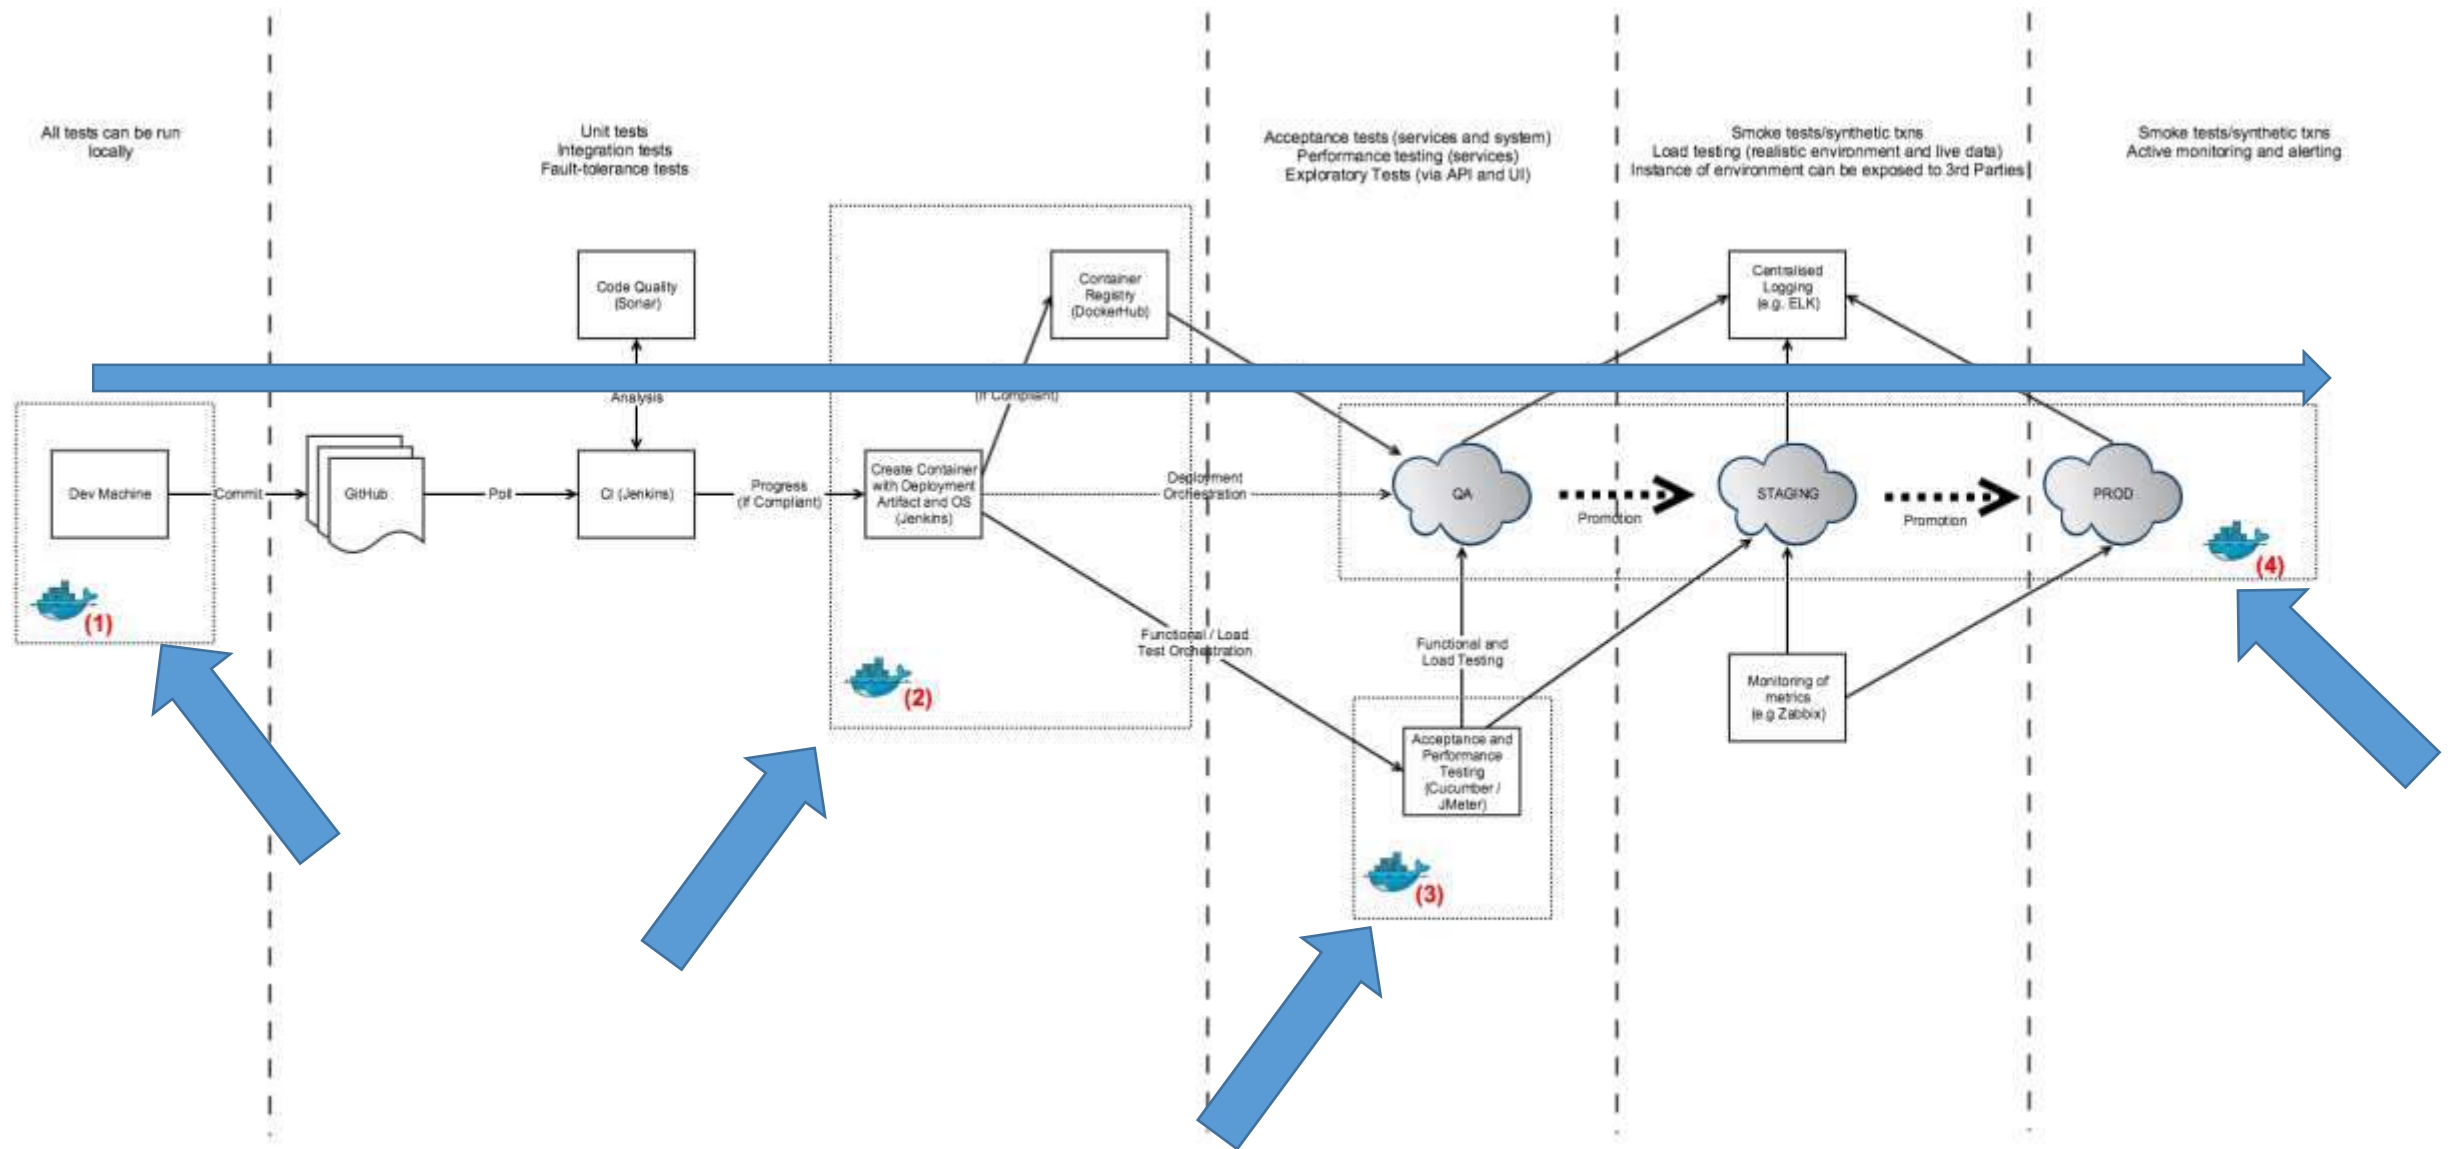 All tests can be run
locally
Unit tests
Integration tests
Fault-tolerance tests
Acceptance tests (services and system)
Performance testing (services)
Exploratory Tests (via API and UI)
Smoke tests/synthetic txns
Load testing (realistic environment and live data)
Instance of environment can be exposed to 3rd Parties
Smoke tests/synthetic txns
Active monitoring and alerting
Code Quality
(Sonar)
Container
Registry
(DockerHub)
Centralised
Logging
(e.g. ELK)
Analysis
(If Compliant)
Dev Machine
Commit
GitHub
Poll
CI (Jenkins)
Progress
(If Compliant)
Create Container
with Deployment
Artifact and OS
(Jenkins)
Deployment
Orchestration
QA
Promotion
STAGING
Promotion
PROD
(1)
(2)
(4)
Functional / Load
Test Orchestration
Functional and
Load Testing
Monitoring of
metrics
(e.g Zabbix)
Acceptance and
Performance
Testing
(Cucumber /
JMeter)
(3)